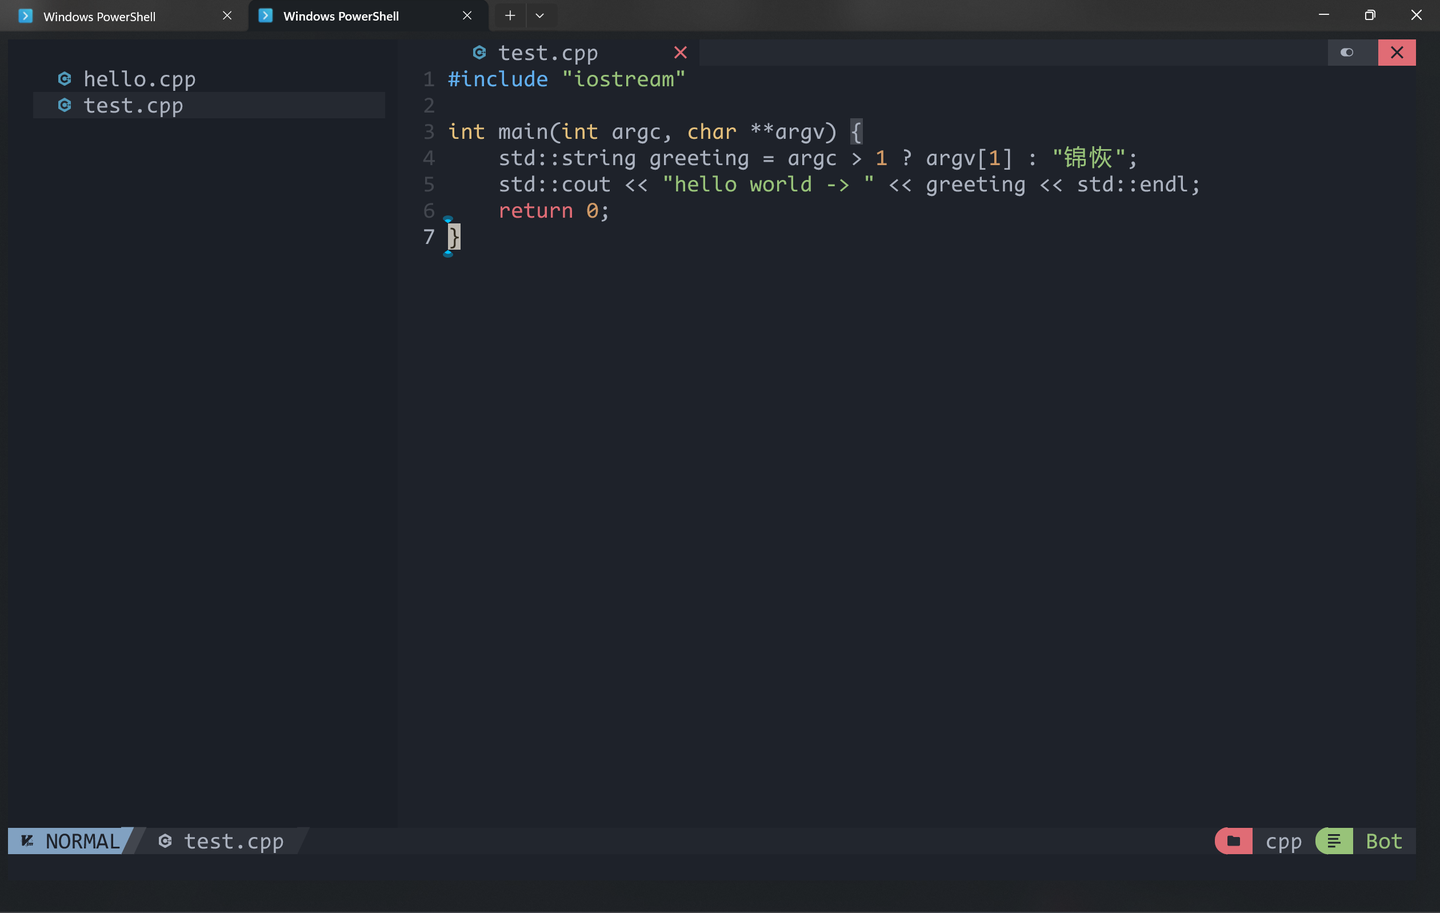 Windows PowerShell
Windows PowerShell
hello.cpp
test.cpp
test.cpp
1 #include "iostream"
2
3 int main(int argc, char **argv) {
4 std::string greeting = argc > 1 ? argv[1] : "锦恢";
5 std::cout << "hello world -> " << greeting << std::endl;
6 return 0;
7 }
NORMAL test.cpp cpp Bot